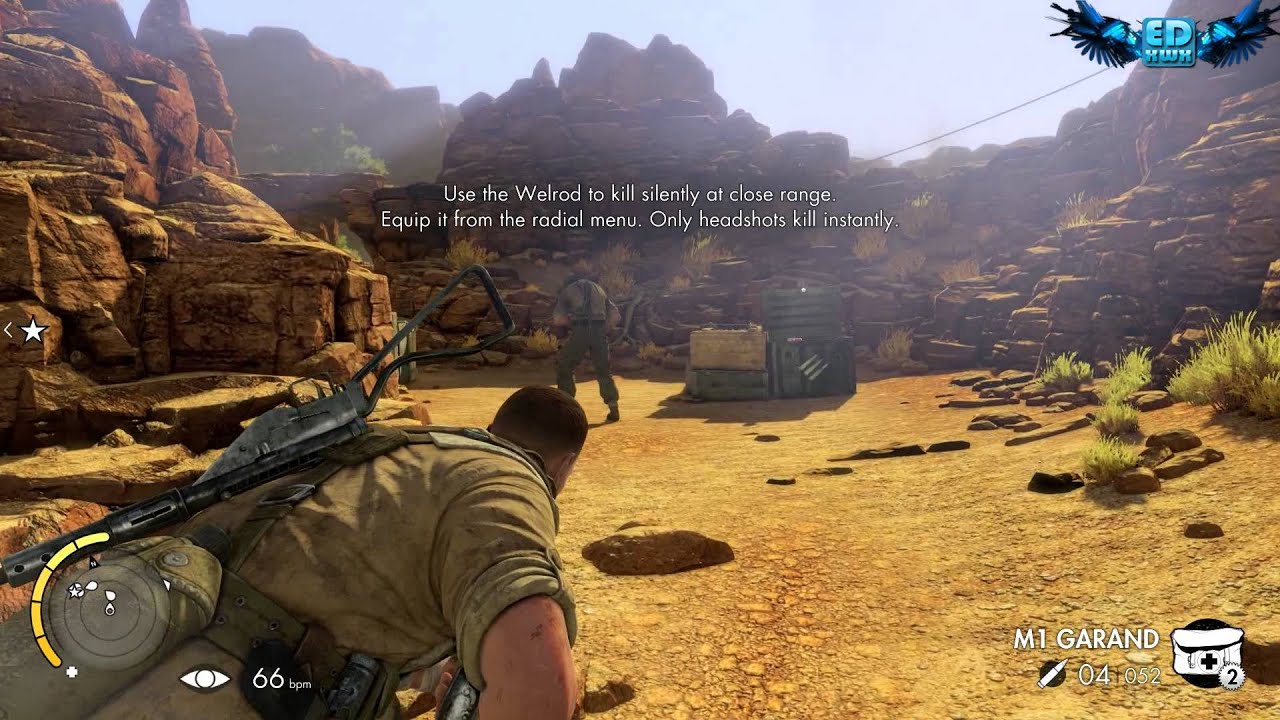 ED
XWX
Use the Welrod to kill silently at close range.
Equip it from the radial menu. Only headshots kill instantly.
N
66 bpm
M1 GARAND
04 052
2